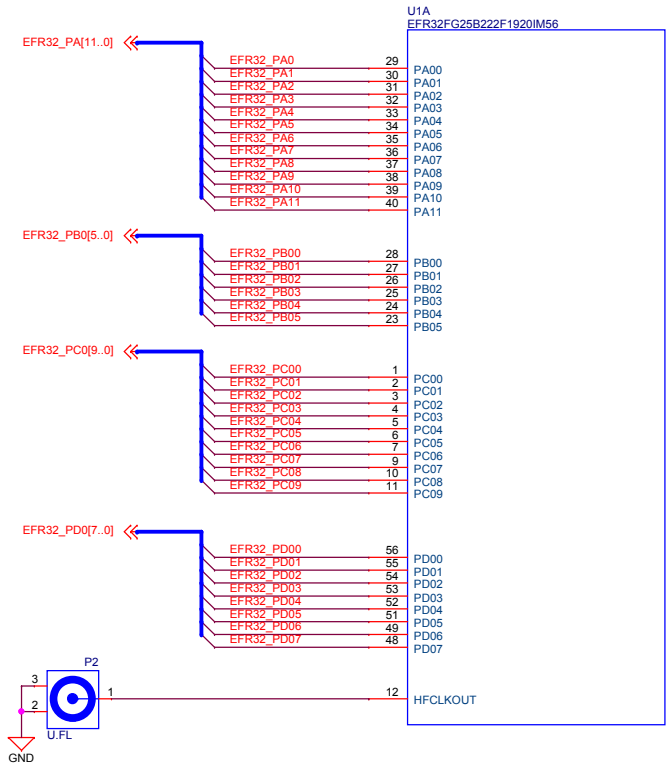 U1A
EFR32FG25B222F1920IM56
EFR32_PA[11..0]
EFR32_PA0 29 PA00
EFR32_PA1 30 PA01
EFR32_PA2 31 PA02
EFR32_PA3 32 PA03
EFR32_PA4 33 PA04
EFR32_PA5 34 PA05
EFR32_PA6 35 PA06
EFR32_PA7 36 PA07
EFR32_PA8 37 PA08
EFR32_PA9 38 PA09
EFR32_PA10 39 PA10
EFR32_PA11 40 PA11
EFR32_PB0[5..0]
EFR32_PB00 28 PB00
EFR32_PB01 27 PB01
EFR32_PB02 26 PB02
EFR32_PB03 25 PB03
EFR32_PB04 24 PB04
EFR32_PB05 23 PB05
EFR32_PC0[9..0]
EFR32_PC00 1 PC00
EFR32_PC01 2 PC01
EFR32_PC02 3 PC02
EFR32_PC03 4 PC03
EFR32_PC04 5 PC04
EFR32_PC05 6 PC05
EFR32_PC06 7 PC06
EFR32_PC07 9 PC07
EFR32_PC08 10 PC08
EFR32_PC09 11 PC09
EFR32_PD0[7..0]
EFR32_PD00 56 PD00
EFR32_PD01 55 PD01
EFR32_PD02 54 PD02
EFR32_PD03 53 PD03
EFR32_PD04 52 PD04
EFR32_PD05 51 PD05
EFR32_PD06 49 PD06
EFR32_PD07 48 PD07
P2
3
1 12 HFCLKOUT
2
U.FL
GND